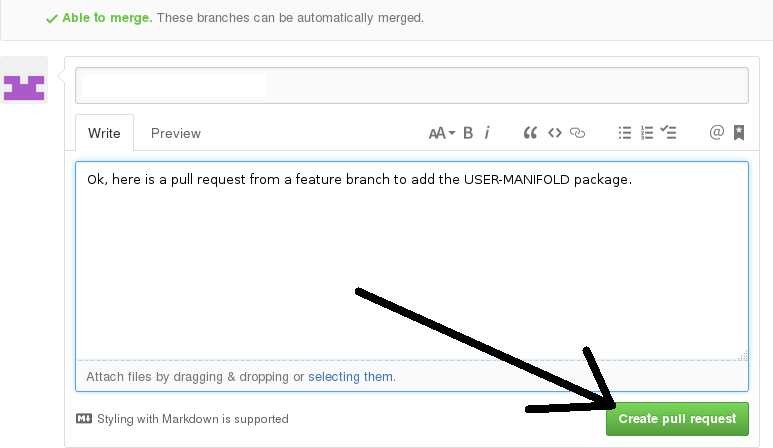 Able to merge. These branches can be automatically merged.
Write Preview AA B i
Ok, here is a pull request from a feature branch to add the USER-MANIFOLD package.
Attach files by dragging & dropping or selecting them.
M Styling with Markdown is supported
Create pull request